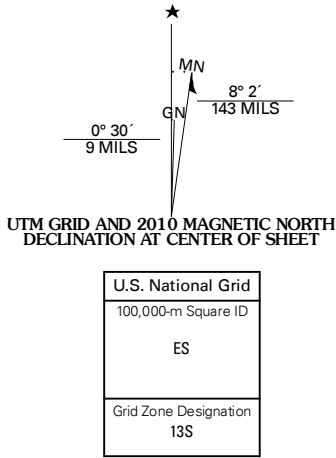 ★
MN
GN
8° 2´
143 MILS
0° 30´
9 MILS
UTM GRID AND 2010 MAGNETIC NORTH
DECLINATION AT CENTER OF SHEET
U.S. National Grid
100,000-m Square ID
ES
Grid Zone Designation
13S